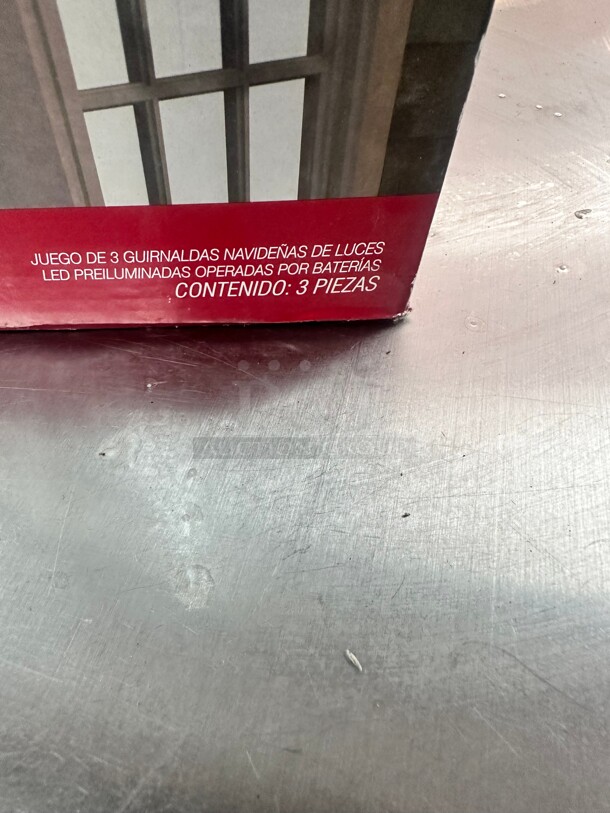 JUEGO DE 3 GUIRNALDAS NAVIDEÑAS DE LUCES
LED PREILUMINADAS OPERADAS POR BATERÍAS
CONTENIDO: 3 PIEZAS